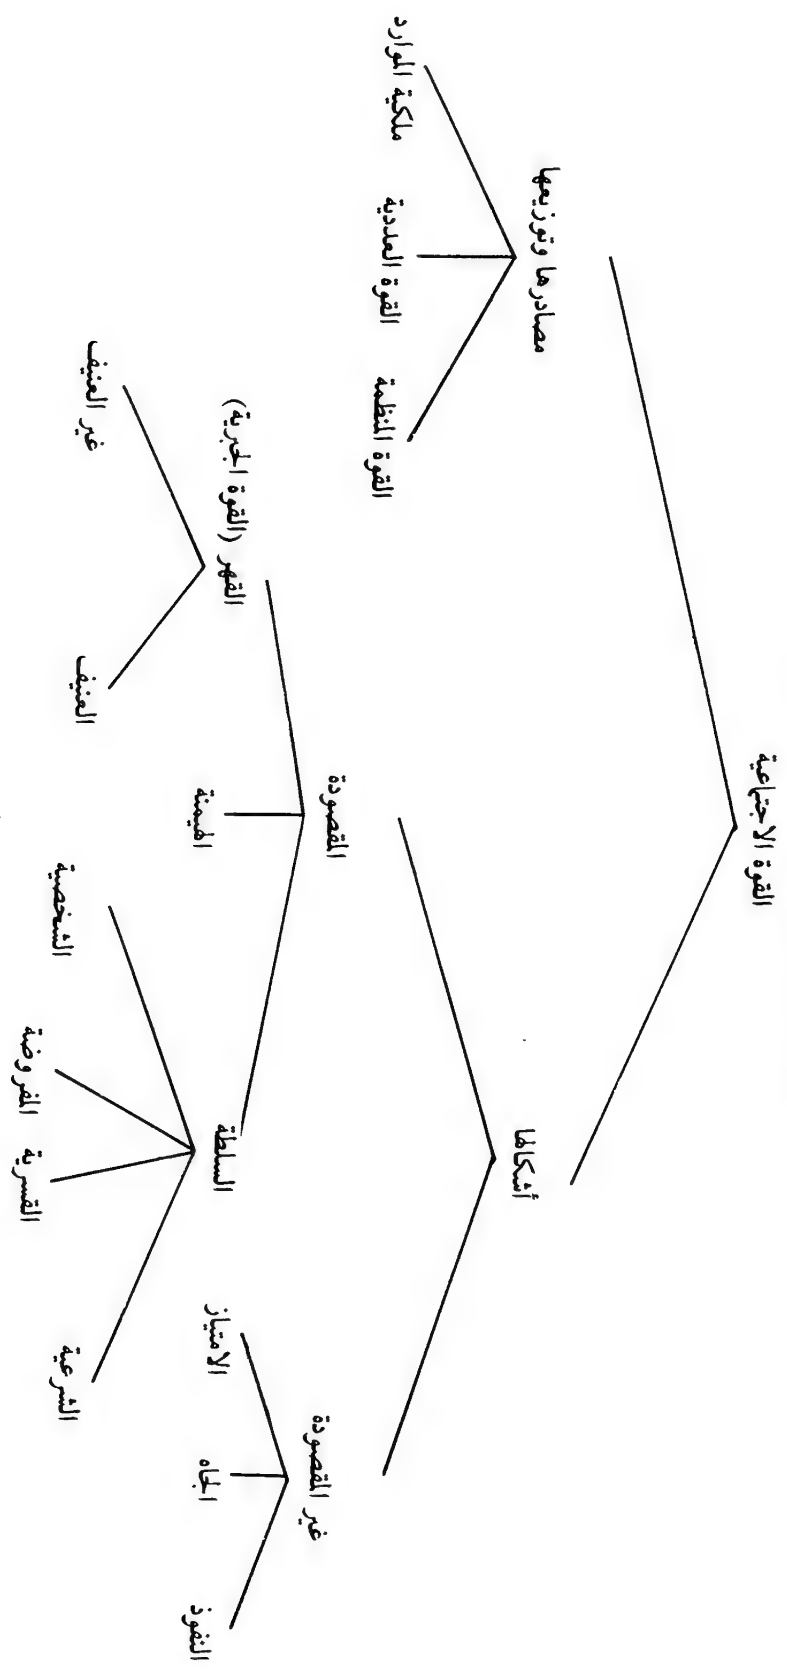 القوة الاجتماعية
مصادرها وتوزيعها
أشكالها
ملكية الموارد
القوة العددية
القوة المنظمة
المقصودة
غير المقصودة
القهر (القوة الجبرية)
الهيمنة
السلطة
الامتياز
الجاه
النفوذ
غير العنيف
العنيف
الشخصية
المفروضة
القسرية
الشرعية